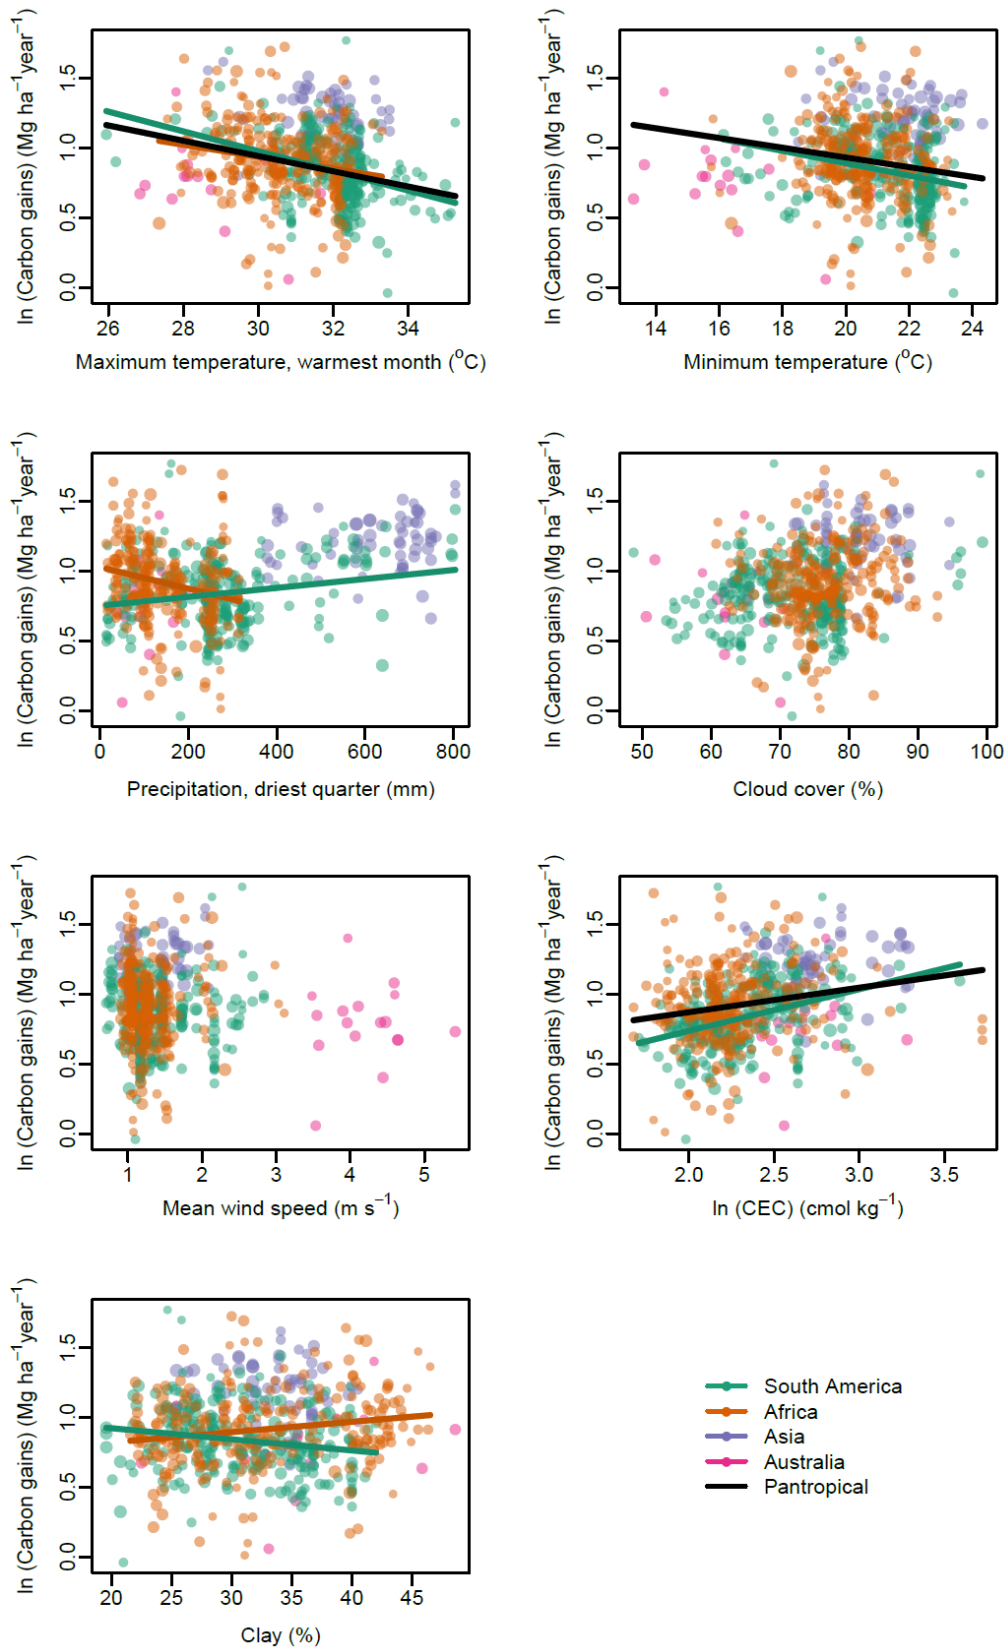 ln (Carbon gains) (Mg ha⁻¹year⁻¹)
0.0 0.5 1.0 1.5
26 28 30 32 34
Maximum temperature, warmest month (°C)
ln (Carbon gains) (Mg ha⁻¹year⁻¹)
0.0 0.5 1.0 1.5
14 16 18 20 22 24
Minimum temperature (°C)
ln (Carbon gains) (Mg ha⁻¹year⁻¹)
0.0 0.5 1.0 1.5
0 200 400 600 800
Precipitation, driest quarter (mm)
ln (Carbon gains) (Mg ha⁻¹year⁻¹)
0.0 0.5 1.0 1.5
50 60 70 80 90 100
Cloud cover (%)
ln (Carbon gains) (Mg ha⁻¹year⁻¹)
0.0 0.5 1.0 1.5
1 2 3 4 5
Mean wind speed (m s⁻¹)
ln (Carbon gains) (Mg ha⁻¹year⁻¹)
0.0 0.5 1.0 1.5
2.0 2.5 3.0 3.5
ln (CEC) (cmol kg⁻¹)
ln (Carbon gains) (Mg ha⁻¹year⁻¹)
0.0 0.5 1.0 1.5
20 25 30 35 40 45
Clay (%)
South America
Africa
Asia
Australia
Pantropical